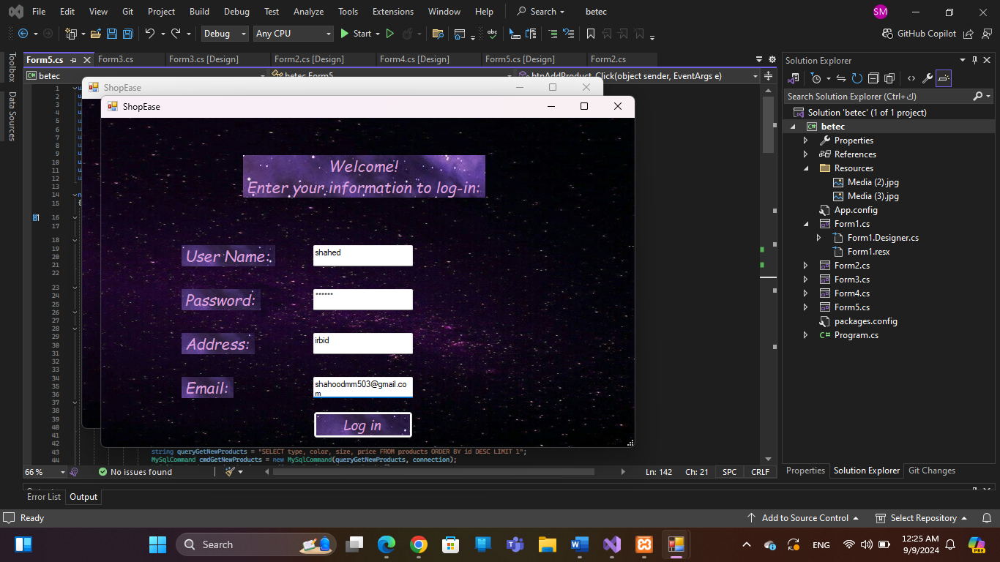 File Edit View Git Project Build Debug Test Analyze Tools Extensions Window Help Search betec SM
Debug Any CPU Start GitHub Copilot
Form5.cs Form3.cs Form3.cs [Design] Form2.cs [Design] Form4.cs [Design] Form5.cs [Design] Form2.cs
betec betec.Form5 btnAddProduct_Click(object sender, EventArgs e)
Toolbox
Data Sources
ShopEase
ShopEase
Welcome!
Enter your information to log-in:
User Name:
shahed
Password:
******
Address:
irbid
Email:
shahoodmm503@gmail.co
m
Log in
1
2
3
4
5
6
7
8
9
10
11
12
13
14
15
16
17
18
19
20
21
22
23
24
25
26
27
28
29
30
31
32
33
34
35
36
37
38
39
40
41
42
43 string queryGetNewProducts = "SELECT type, color, size, price FROM products ORDER BY id DESC LIMIT 1";
44 MySqlCommand cmdGetNewProducts = new MySqlCommand(queryGetNewProducts, connection);
66 % No issues found Ln: 142 Ch: 21 SPC CRLF
Error List Output
Solution Explorer
Search Solution Explorer (Ctrl+ك)
Solution 'betec' (1 of 1 project)
betec
Properties
References
Resources
Media (2).jpg
Media (3).jpg
App.config
Form1.cs
Form1.Designer.cs
Form1.resx
Form2.cs
Form3.cs
Form4.cs
Form5.cs
packages.config
C# Program.cs
Properties Solution Explorer Git Changes
Ready Add to Source Control Select Repository
Search ENG 12:25 AM
9/9/2024
PRE